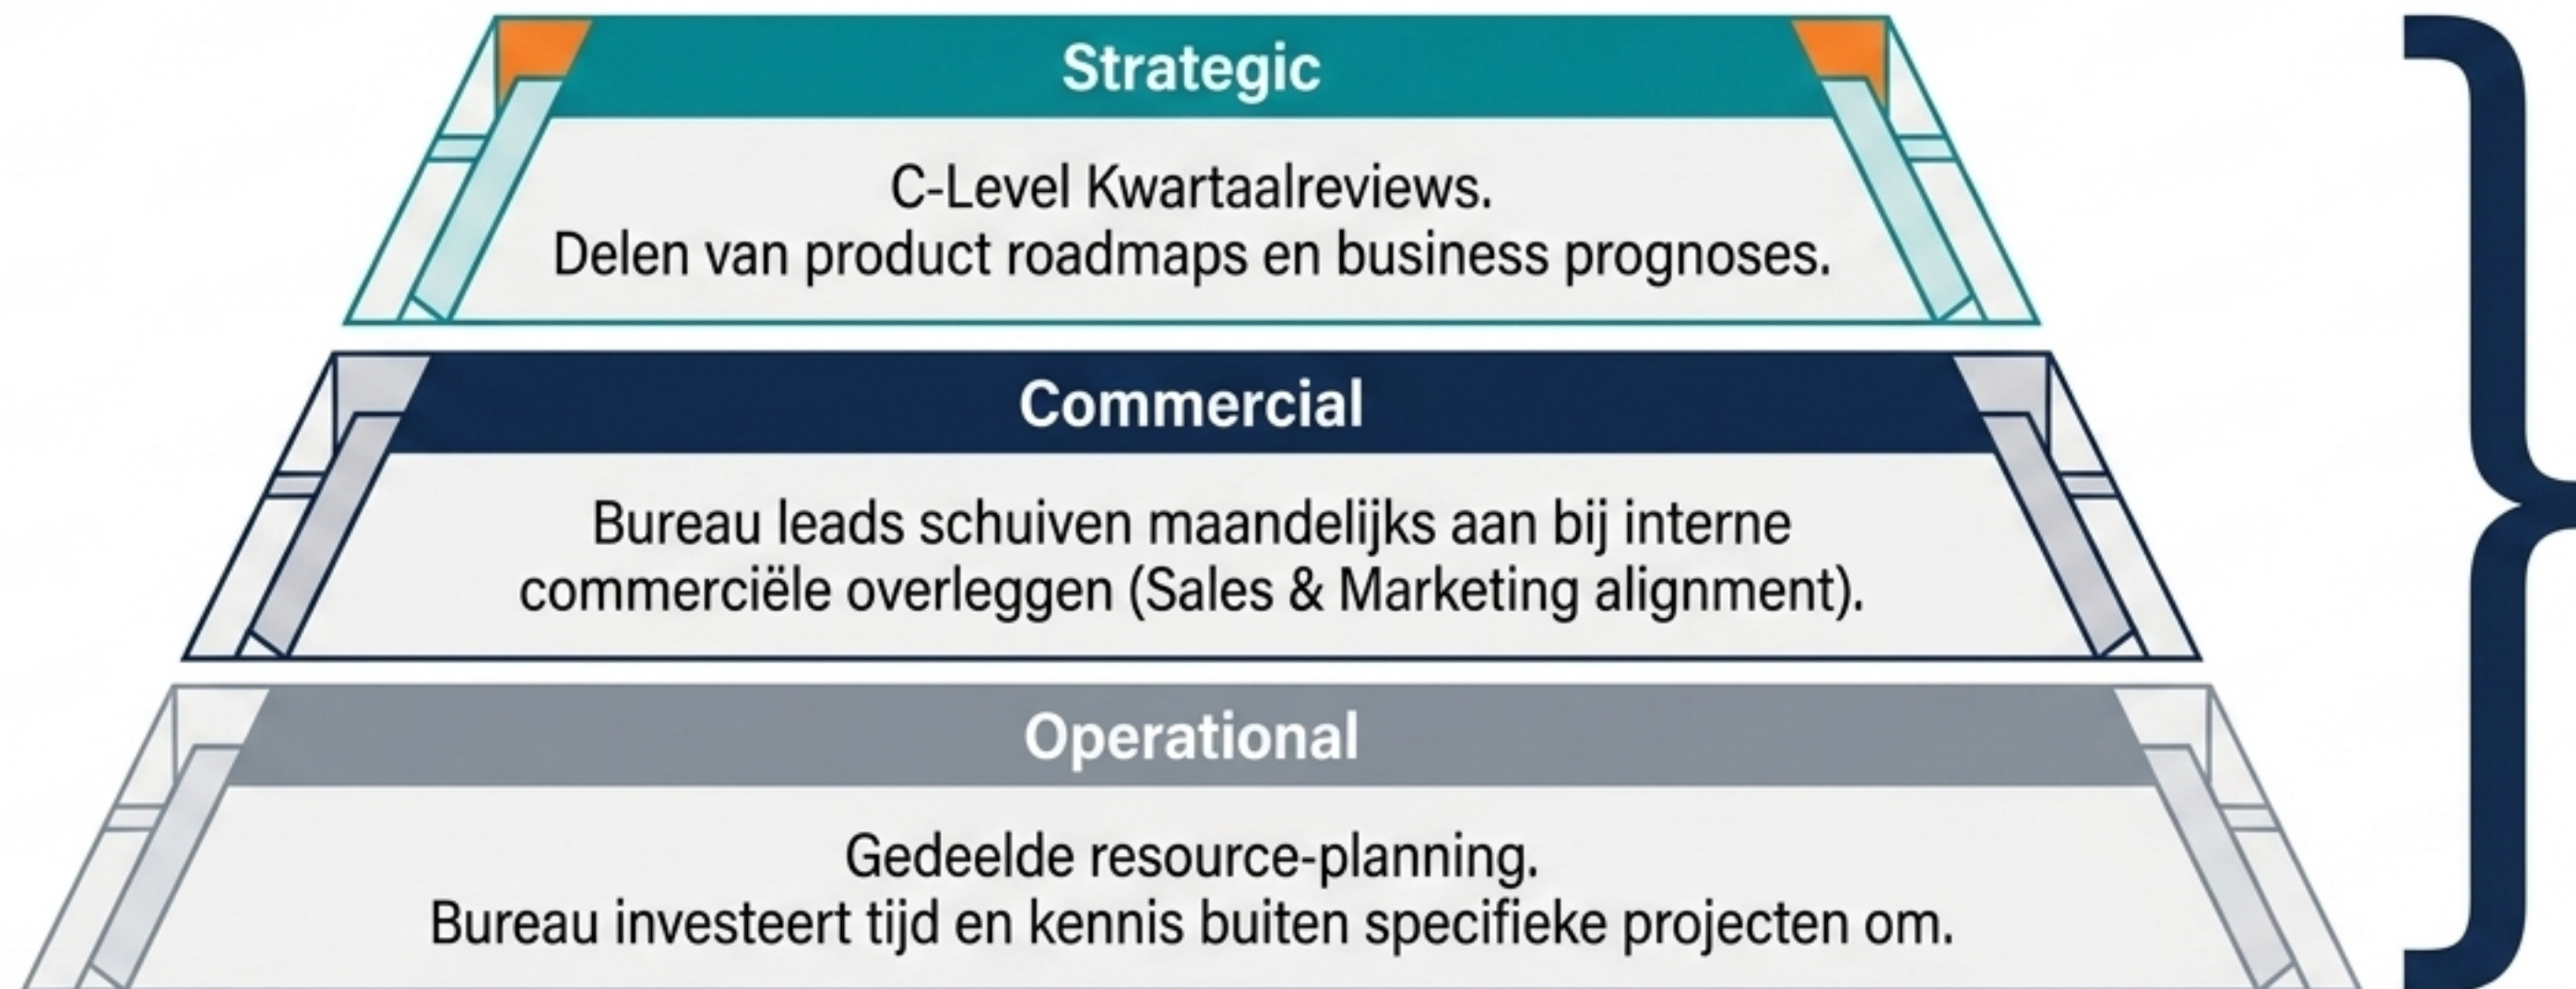 Strategic
C-Level Kwartaalreviews.
Delen van product roadmaps en business prognoses.
Commercial
Bureau leads schuiven maandelijks aan bij interne
commerciële overleggen (Sales & Marketing alignment).
Operational
Gedeelde resource-planning.
Bureau investeert tijd en kennis buiten specifieke projecten om.